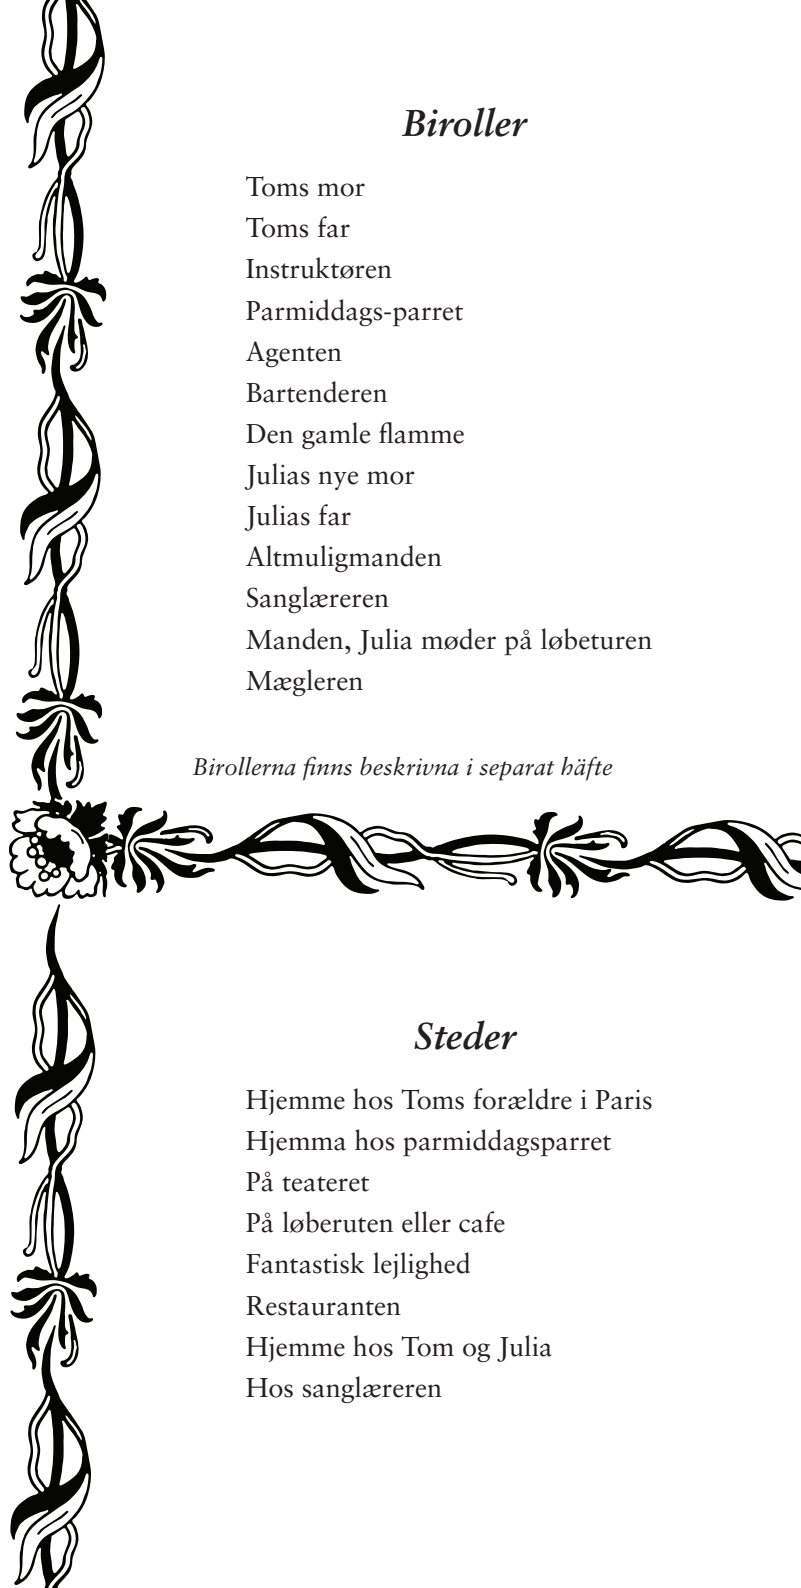 Biroller
Toms mor
Toms far
Instruktøren
Parmiddags-parret
Agenten
Bartenderen
Den gamle flamme
Julias nye mor
Julias far
Altmuligmanden
Sanglæreren
Manden, Julia møder på løbeturen
Mægleren
Birollerna finns beskrivna i separat häfte
Steder
Hjemme hos Toms forældre i Paris
Hjemma hos parmiddagsparret
På teateret
På løberuten eller cafe
Fantastisk lejlighed
Restauranten
Hjemme hos Tom og Julia
Hos sanglæreren